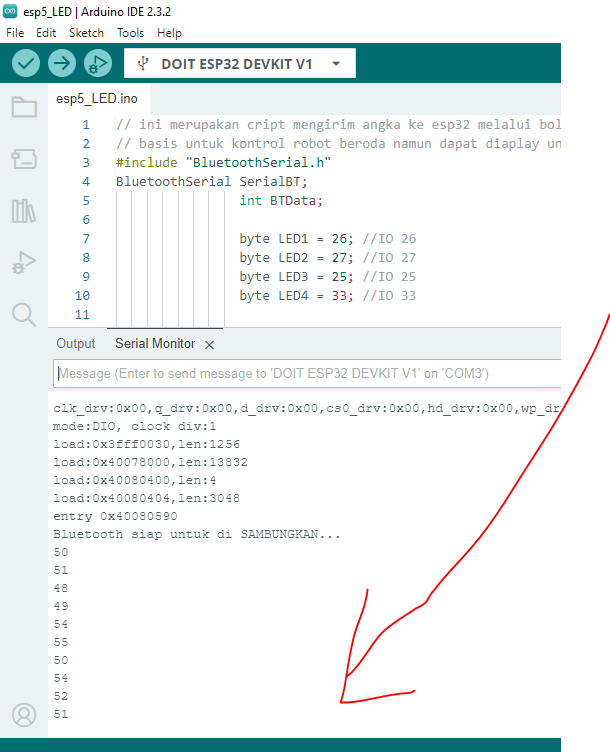 esp5_LED | Arduino IDE 2.3.2
File Edit Sketch Tools Help
DOIT ESP32 DEVKIT V1
esp5_LED.ino
1 // ini merupakan cript mengirim angka ke esp32 melalui bol
2 // basis untuk kontrol robot beroda namun dapat diaplay un
3 #include "BluetoothSerial.h"
4 BluetoothSerial SerialBT;
5 int BTData;
6
7 byte LED1 = 26; //IO 26
8 byte LED2 = 27; //IO 27
9 byte LED3 = 25; //IO 25
10 byte LED4 = 33; //IO 33
11
Output Serial Monitor
Message (Enter to send message to 'DOIT ESP32 DEVKIT V1' on 'COM3')
clk_drv:0x00,q_drv:0x00,d_drv:0x00,cs0_drv:0x00,hd_drv:0x00,wp_dr
mode:DIO, clock div:1
load:0x3fff0030,len:1256
load:0x40078000,len:13832
load:0x40080400,len:4
load:0x40080404,len:3048
entry 0x40080590
Bluetooth siap untuk di SAMBUNGKAN...
50
51
48
49
54
55
50
54
52
51